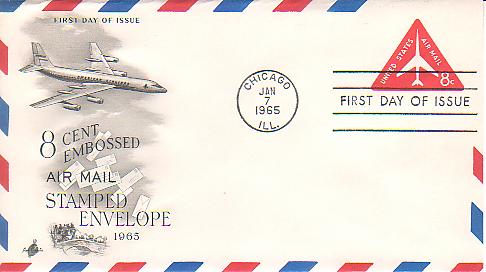 FIRST DAY OF ISSUE
8 CENT
EMBOSSED
AIR MAIL
STAMPED
ENVELOPE
1965
CHICAGO
JAN
7
1965
ILL.
UNITED STATES
AIR MAIL
8c
FIRST DAY OF ISSUE